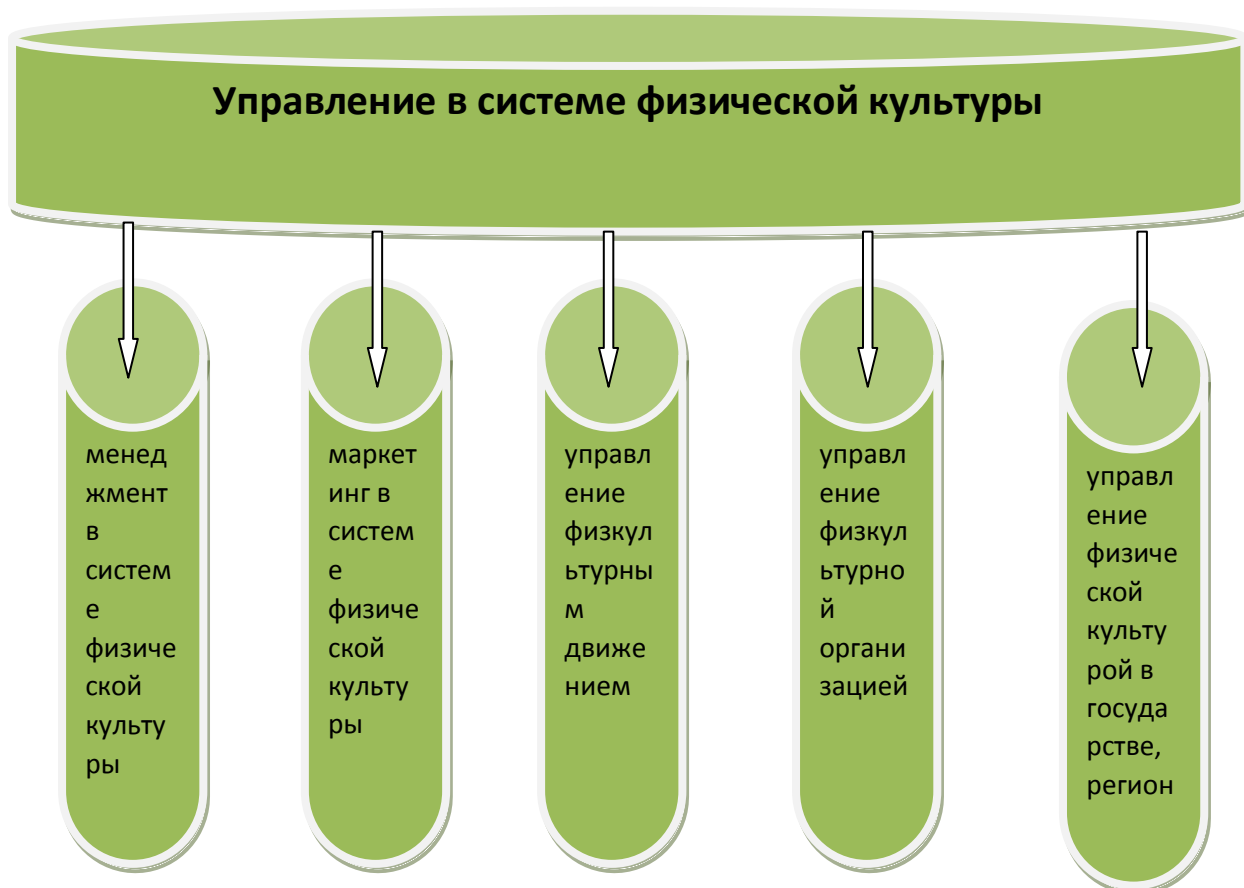 Управление в системе физической культуры
менед
жмент
в
систем
е
физиче
ской
культу
ры
маркет
инг в
систем
е
физиче
ской
культу
ры
управл
ение
физкул
ьтурны
м
движе
нием
управл
ение
физкул
ьтурно
й
органи
зацией
управл
ение
физиче
ской
культу
рой в
госуда
рстве,
регион